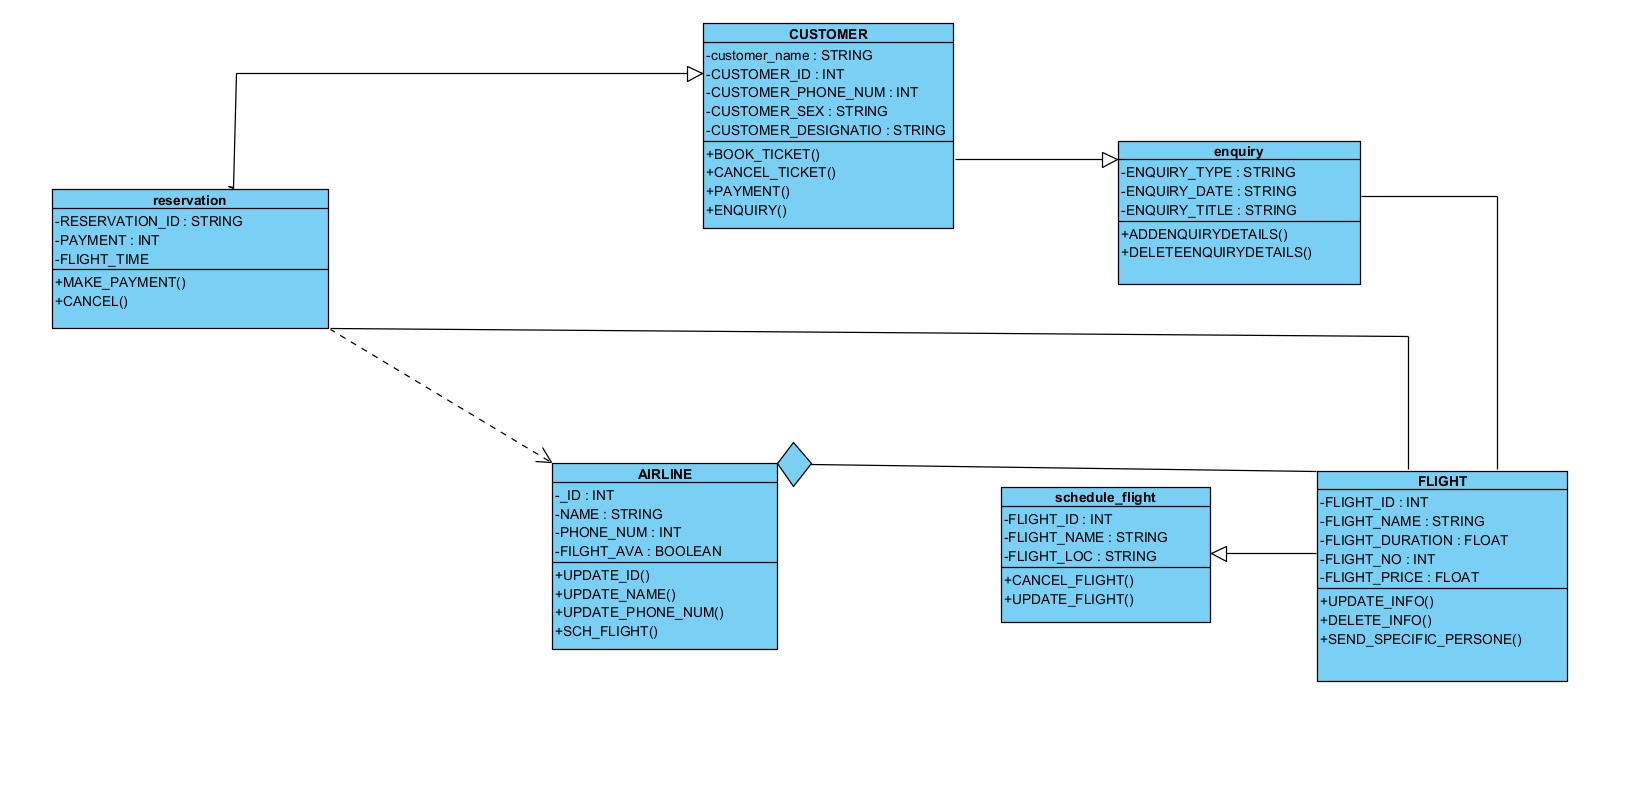 CUSTOMER
-customer_name : STRING
-CUSTOMER_ID : INT
-CUSTOMER_PHONE_NUM : INT
-CUSTOMER_SEX : STRING
-CUSTOMER_DESIGNATIO : STRING
+BOOK_TICKET()
+CANCEL_TICKET()
+PAYMENT()
+ENQUIRY()
enquiry
-ENQUIRY_TYPE : STRING
-ENQUIRY_DATE : STRING
-ENQUIRY_TITLE : STRING
+ADDENQUIRYDETAILS()
+DELETEENQUIRYDETAILS()
reservation
-RESERVATION_ID : STRING
-PAYMENT : INT
-FLIGHT_TIME
+MAKE_PAYMENT()
+CANCEL()
AIRLINE
-_ID : INT
-NAME : STRING
-PHONE_NUM : INT
-FILGHT_AVA : BOOLEAN
+UPDATE_ID()
+UPDATE_NAME()
+UPDATE_PHONE_NUM()
+SCH_FLIGHT()
schedule_flight
-FLIGHT_ID : INT
-FLIGHT_NAME : STRING
-FLIGHT_LOC : STRING
+CANCEL_FLIGHT()
+UPDATE_FLIGHT()
FLIGHT
-FLIGHT_ID : INT
-FLIGHT_NAME : STRING
-FLIGHT_DURATION : FLOAT
-FLIGHT_NO : INT
-FLIGHT_PRICE : FLOAT
+UPDATE_INFO()
+DELETE_INFO()
+SEND_SPECIFIC_PERSONE()